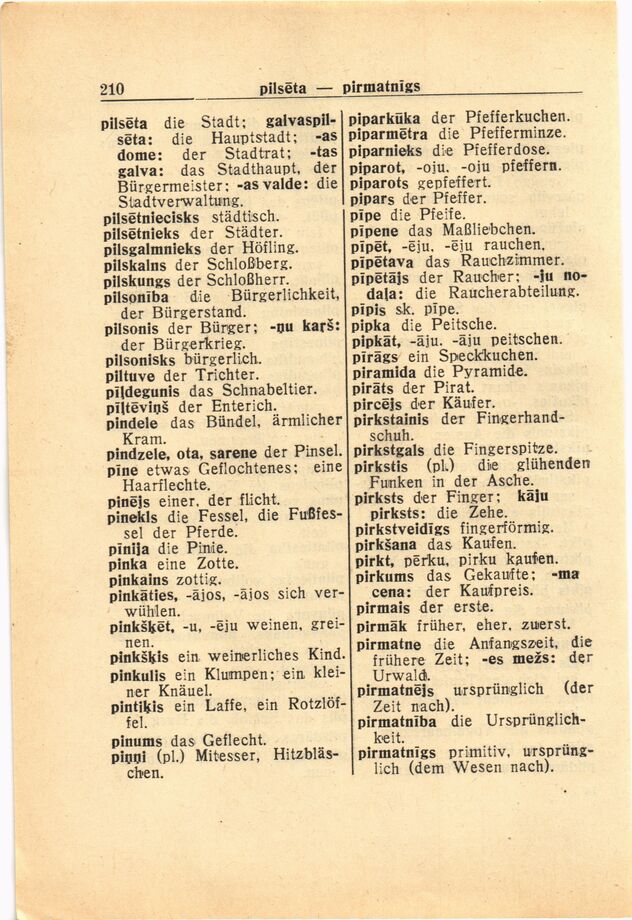 210
pilsēta — pirmatnīgs
pilsēta die Stadt; galvaspil-
sēta: die Hauptstadt; -as
dome: der Stadtrat; -tas
galva: das Stadthaupt, der
Bürgermeister; -as valde: die
Stadtverwaltung.
pilsētniecisks städtisch.
pilsētnieks der Städter.
pilsgalmnieks der Höfling.
pilskalns der Schloßberg.
pilskungs der Schloßherr.
pilsonība die Bürgerlichkeit,
der Bürgerstand.
pilsonis der Bürger; -ņu kaŗš:
der Bürgerkrieg.
pilsonisks bürgerlich.
piltuve der Trichter.
pīļdegunis das Schnabeltier.
pīļtēviņš der Enterich.
pindele das Bündel, ärmlicher
Kram.
pindzele, ota, sarene der Pinsel.
pīne etwas Geflochtenes; eine
Haarflechte.
pinējs einer, der flicht.
pinekls die Fessel, die Fußfes-
sel der Pferde.
pīnija die Pinie.
pinka eine Zotte.
pinkains zottig.
pinkāties, -ājos, -ājos sich ver-
wühlen.
pinkšķēt, -u, -ēju weinen, grei-
nen.
pinkšķis ein weinerliches Kind.
pinkulis ein Klumpen; ein klei-
ner Knäuel.
pintiķis ein Laffe, ein Rotzlöf-
fel.
pinums das Geflecht.
piņņi (pl.) Mitesser, Hitzbläs-
chen.
piparkūka der Pfefferkuchen.
piparmētra die Pfefferminze.
piparnieks die Pfefferdose.
piparot, -oju, -oju pfeffern.
piparots gepfeffert.
pipars der Pfeffer.
pīpe die Pfeife.
pīpene das Maßliebchen.
pīpēt, -ēju, -ēju rauchen.
pīpētava das Rauchzimmer.
pīpētājs der Raucher; -ju no-
daļa: die Raucherabteilung.
pīpis sk. pīpe.
pipka die Peitsche.
pipkāt, -āju, -āju peitschen.
pīrāgs ein Speckkuchen.
piramida die Pyramide.
pirāts der Pirat.
pircējs der Käufer.
pirkstainis der Fingerhand-
schuh.
pirkstgals die Fingerspitze.
pirkstis (pl.) die glühenden
Funken in der Asche.
pirksts der Finger; kāju
pirksts: die Zehe.
pirkstveidīgs fingerförmig.
pirkšana das Kaufen.
pirkt, pērku, pirku kaufen.
pirkums das Gekaufte; -ma
cena: der Kaufpreis.
pirmais der erste.
pirmāk früher, eher, zuerst.
pirmatne die Anfangszeit, die
frühere Zeit; -es mežs: der
Urwald.
pirmatnējs ursprünglich (der
Zeit nach).
pirmatnība die Ursprünglich-
keit.
pirmatnīgs primitiv, ursprüng-
lich (dem Wesen nach).